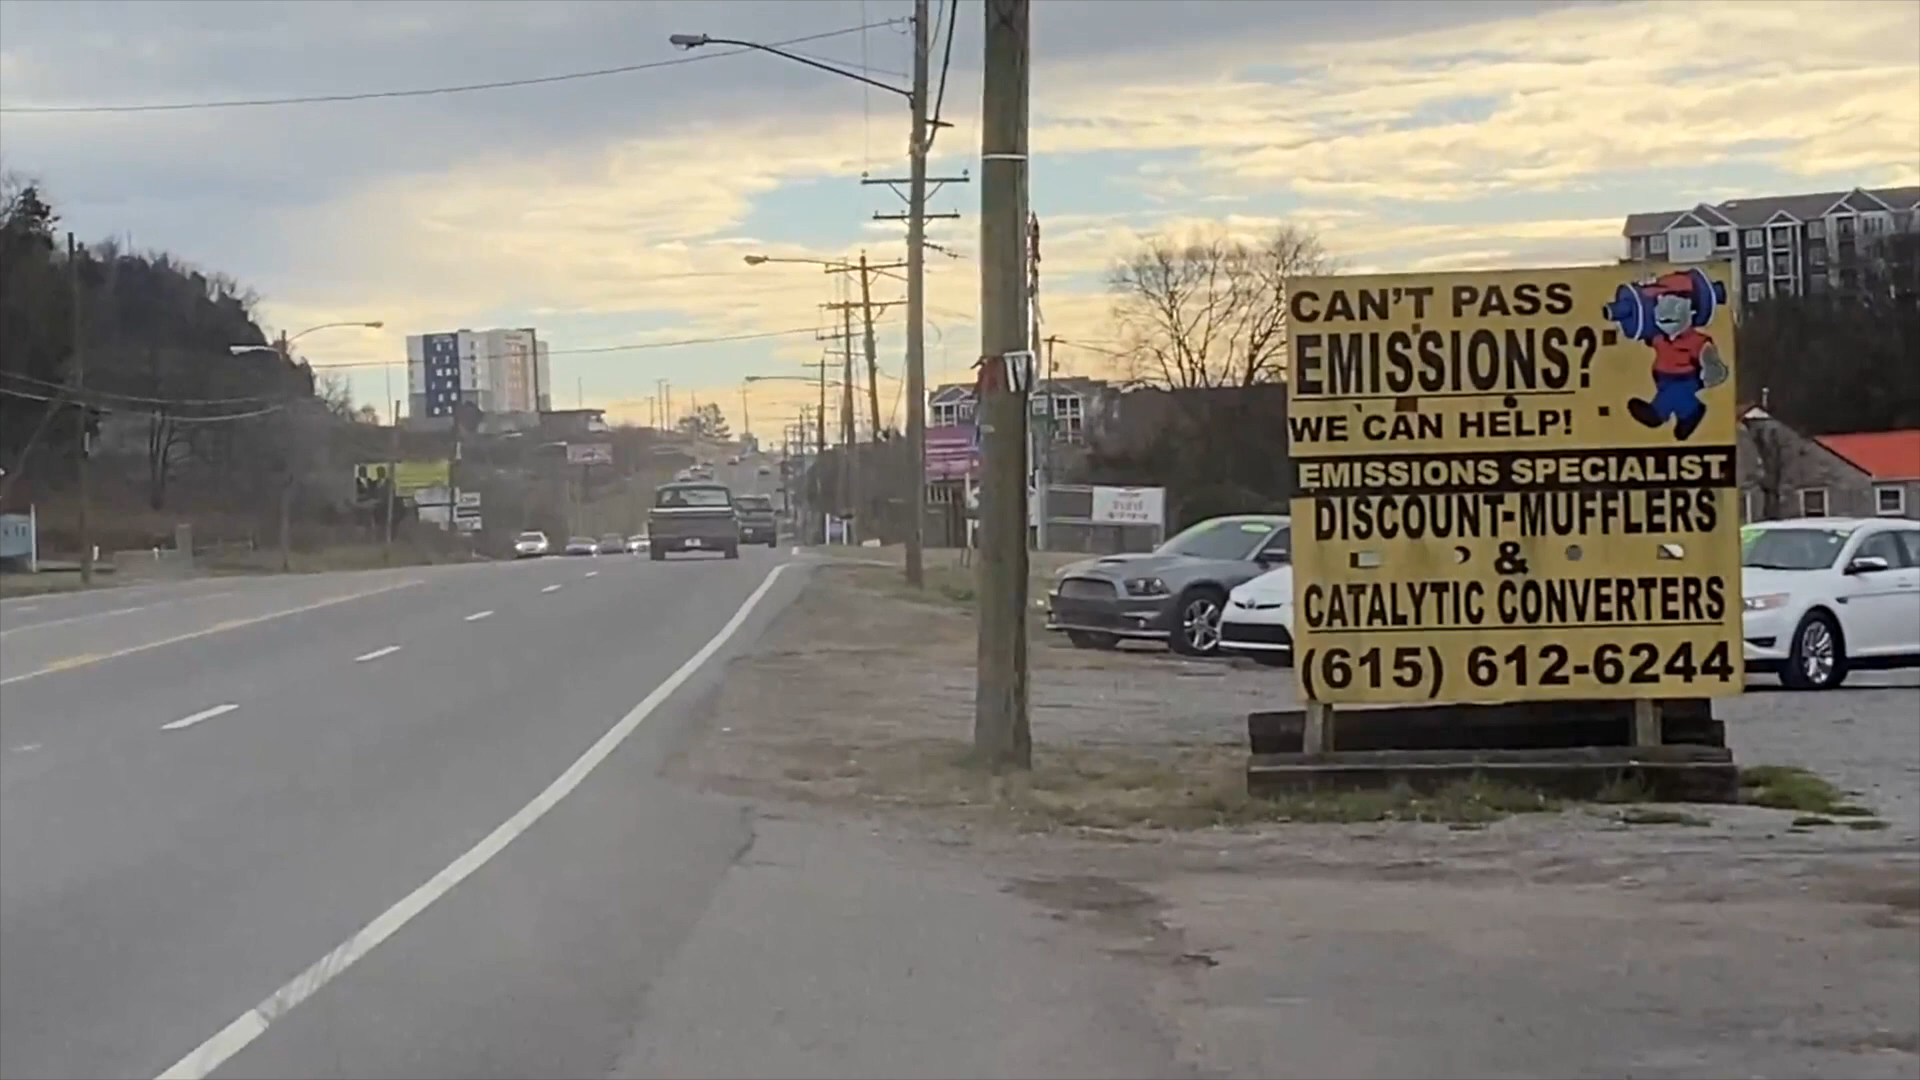 CAN'T PASS
EMISSIONS?
WE CAN HELP!
EMISSIONS SPECIALIST
DISCOUNT-MUFFLERS
&
CATALYTIC CONVERTERS
(615) 612-6244